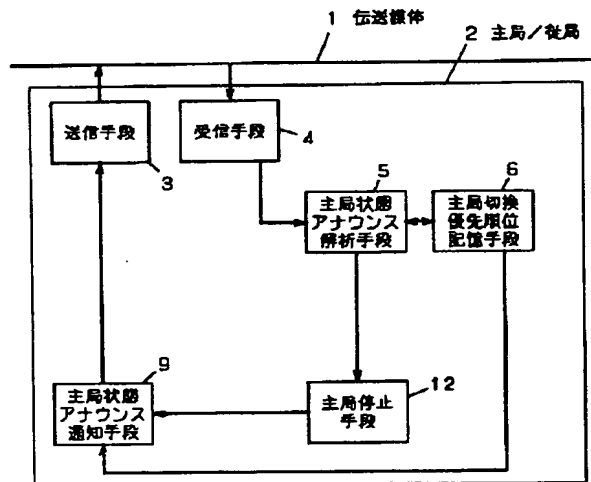 1 伝送媒体
2 主局/従局
送信手段
3
受信手段
4
5
主局状態
アナウンス
解析手段
6
主局切換
優先順位
記憶手段
9
主局状態
アナウンス
通知手段
12
主局停止
手段